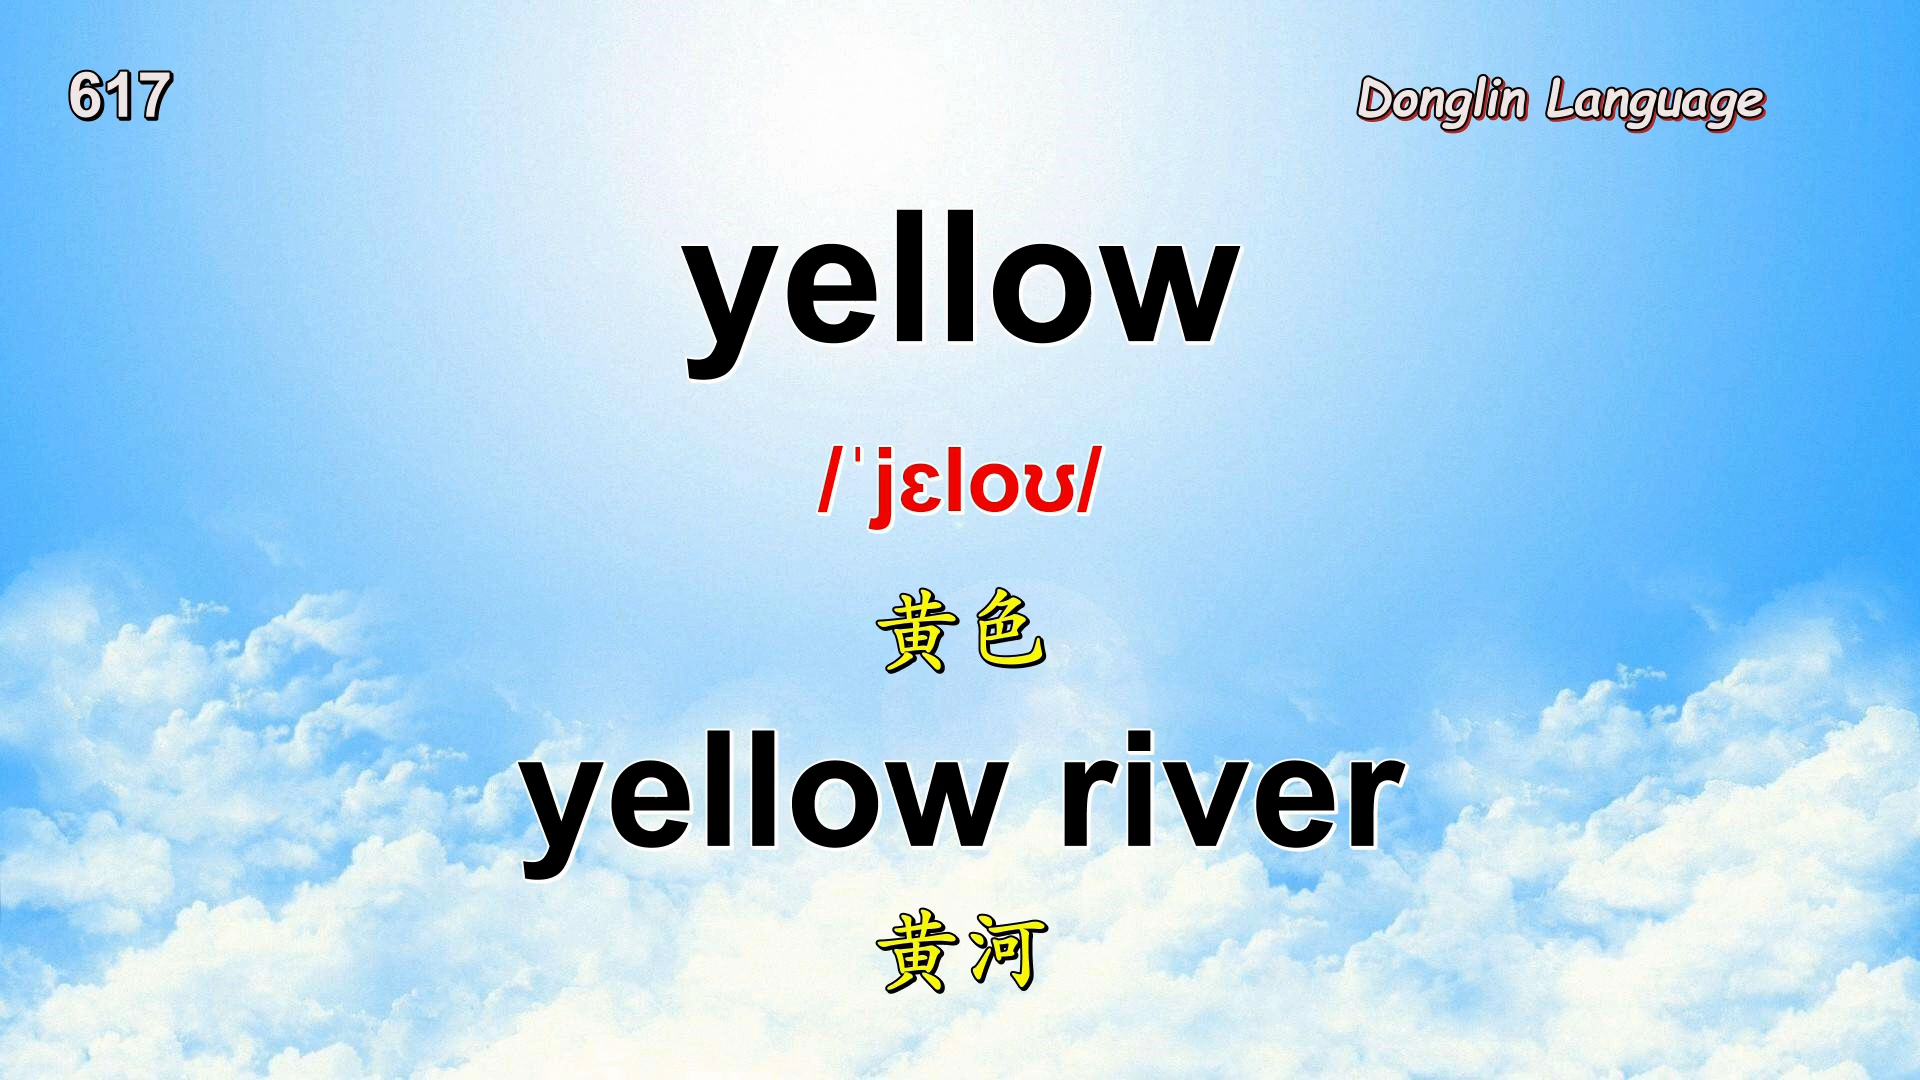 617
Donglin Language
yellow
/ˈjɛloʊ/
黄色
yellow river
黄河